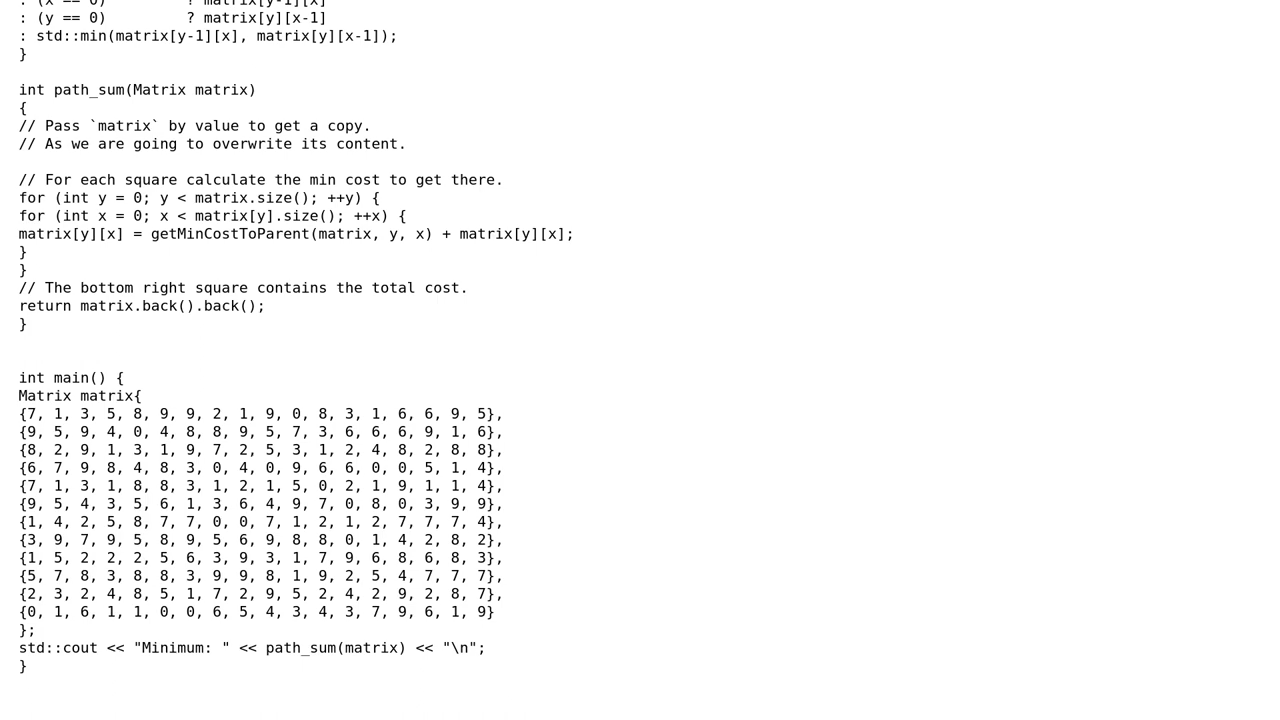 : (x == 0)         ? matrix[y-1][x]
: (y == 0)         ? matrix[y][x-1]
: std::min(matrix[y-1][x], matrix[y][x-1]);
}
int path_sum(Matrix matrix)
{
// Pass `matrix` by value to get a copy.
// As we are going to overwrite its content.
// For each square calculate the min cost to get there.
for (int y = 0; y < matrix.size(); ++y) {
for (int x = 0; x < matrix[y].size(); ++x) {
matrix[y][x] = getMinCostToParent(matrix, y, x) + matrix[y][x];
}
}
// The bottom right square contains the total cost.
return matrix.back().back();
}
int main() {
Matrix matrix{
{7, 1, 3, 5, 8, 9, 9, 2, 1, 9, 0, 8, 3, 1, 6, 6, 9, 5},
{9, 5, 9, 4, 0, 4, 8, 8, 9, 5, 7, 3, 6, 6, 6, 9, 1, 6},
{8, 2, 9, 1, 3, 1, 9, 7, 2, 5, 3, 1, 2, 4, 8, 2, 8, 8},
{6, 7, 9, 8, 4, 8, 3, 0, 4, 0, 9, 6, 6, 0, 0, 5, 1, 4},
{7, 1, 3, 1, 8, 8, 3, 1, 2, 1, 5, 0, 2, 1, 9, 1, 1, 4},
{9, 5, 4, 3, 5, 6, 1, 3, 6, 4, 9, 7, 0, 8, 0, 3, 9, 9},
{1, 4, 2, 5, 8, 7, 7, 0, 0, 7, 1, 2, 1, 2, 7, 7, 7, 4},
{3, 9, 7, 9, 5, 8, 9, 5, 6, 9, 8, 8, 0, 1, 4, 2, 8, 2},
{1, 5, 2, 2, 2, 5, 6, 3, 9, 3, 1, 7, 9, 6, 8, 6, 8, 3},
{5, 7, 8, 3, 8, 8, 3, 9, 9, 8, 1, 9, 2, 5, 4, 7, 7, 7},
{2, 3, 2, 4, 8, 5, 1, 7, 2, 9, 5, 2, 4, 2, 9, 2, 8, 7},
{0, 1, 6, 1, 1, 0, 0, 6, 5, 4, 3, 4, 3, 7, 9, 6, 1, 9}
};
std::cout << "Minimum: " << path_sum(matrix) << "\n";
}